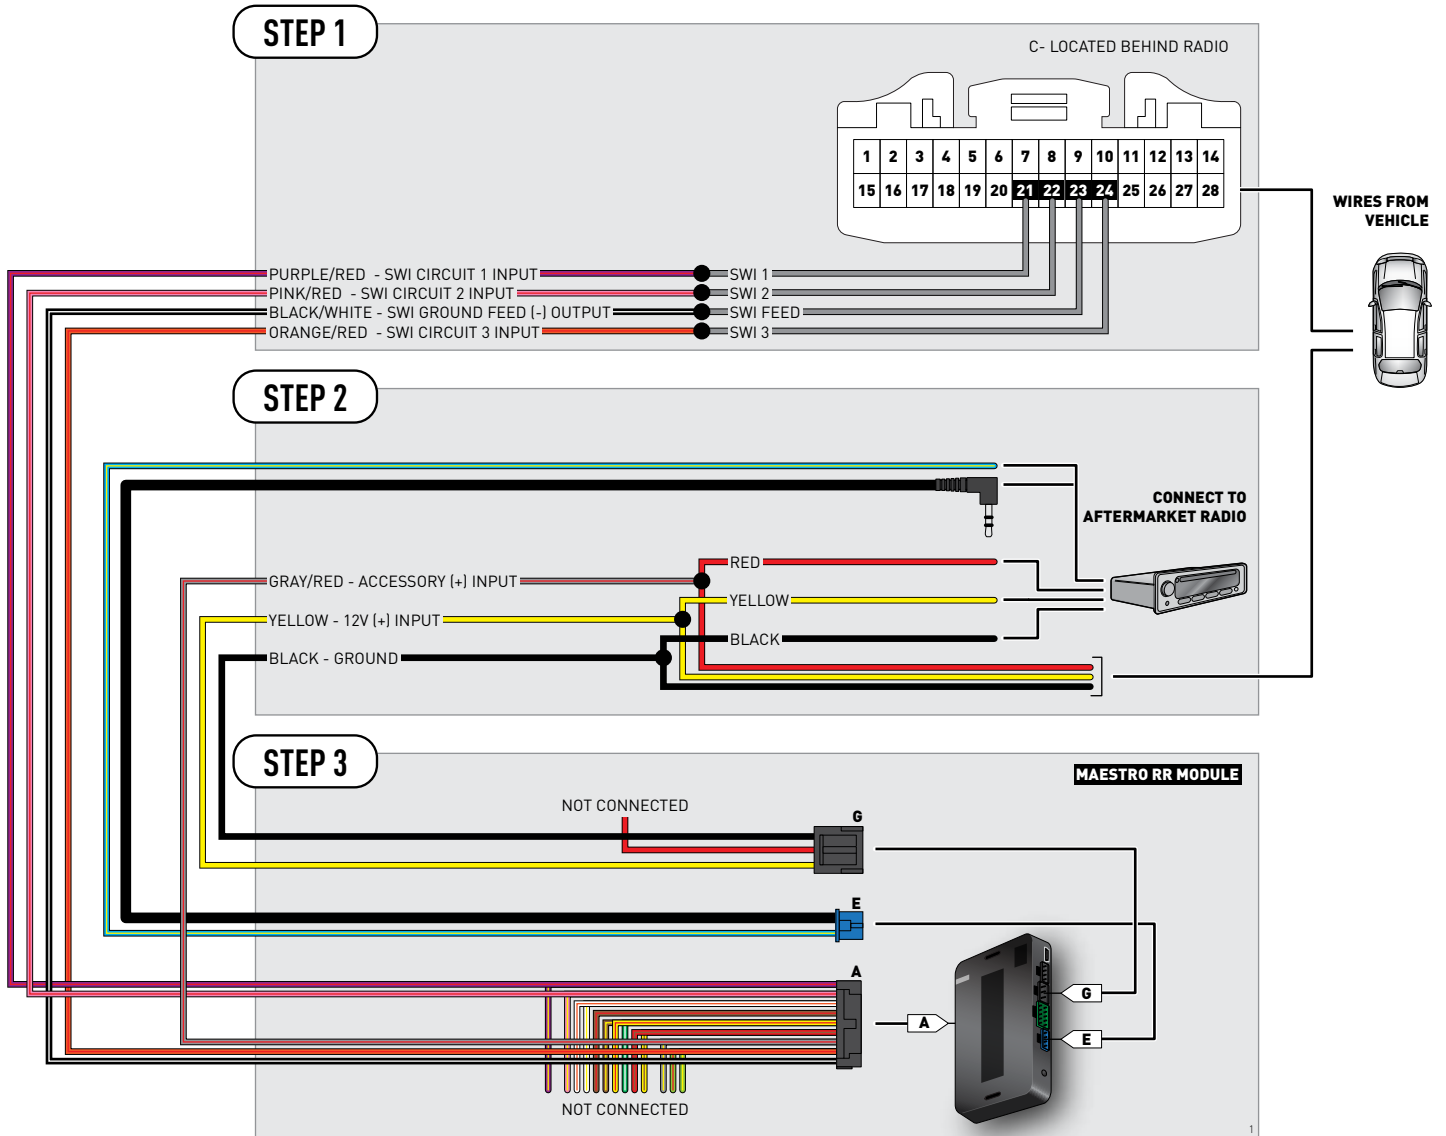 STEP 1
C- LOCATED BEHIND RADIO
1 2 3 4 5 6 7 8 9 10 11 12 13 14
15 16 17 18 19 20 21 22 23 24 25 26 27 28
WIRES FROM
VEHICLE
PURPLE/RED - SWI CIRCUIT 1 INPUT SWI 1
PINK/RED - SWI CIRCUIT 2 INPUT SWI 2
BLACK/WHITE - SWI GROUND FEED (-) OUTPUT SWI FEED
ORANGE/RED - SWI CIRCUIT 3 INPUT SWI 3
STEP 2
CONNECT TO
AFTERMARKET RADIO
RED
GRAY/RED - ACCESSORY (+) INPUT
YELLOW
YELLOW - 12V (+) INPUT
BLACK
BLACK - GROUND
STEP 3
MAESTRO RR MODULE
NOT CONNECTED
G
E
A
G
A
E
NOT CONNECTED
1